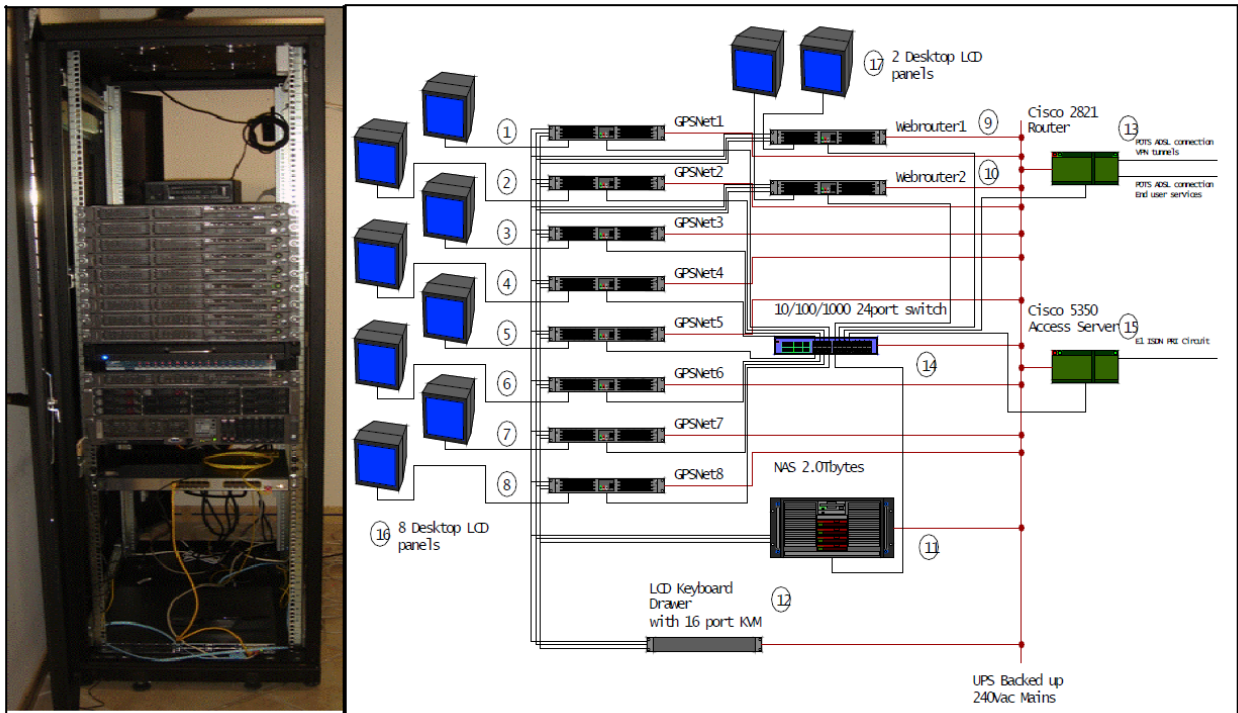 17
2 Desktop LCD
panels
1
GPSNet1
Webrouter1
9
Cisco 2821
Router
13
POTS ADSL connection
VPN tunnels
2
GPSNet2
Webrouter2
10
POTS ADSL connection
End user services
3
GPSNet3
4
GPSNet4
10/100/1000 24port switch
5
GPSNet5
Cisco 5350
Access Server
15
E1 ISDN PRI Circuit
14
6
GPSNet6
7
GPSNet7
8
GPSNet8
NAS 2.0Tbytes
16
8 Desktop LCD
panels
11
LCD Keyboard
Drawer
with 16 port KVM
12
UPS Backed up
240Vac Mains